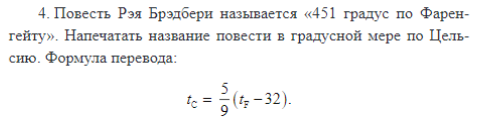 4. Повесть Рэя Брэдбери называется «451 градус по Фарен-
гейту». Напечатать название повести в градусной мере по Цель-
сию. Формула перевода:
t_C = 5/9 (t_F − 32).